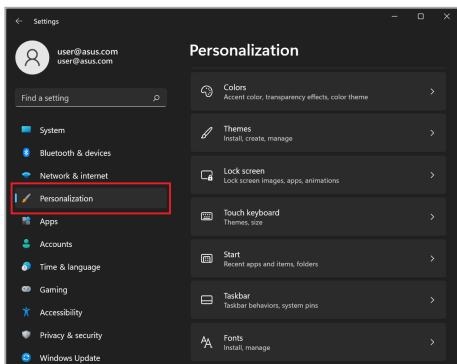 Settings
user@asus.com
user@asus.com
Find a setting
System
Bluetooth & devices
Network & internet
Personalization
Apps
Accounts
Time & language
Gaming
Accessibility
Privacy & security
Windows Update
Personalization
Colors
Accent color, transparency effects, color theme
Themes
Install, create, manage
Lock screen
Lock screen images, apps, animations
Touch keyboard
Themes, size
Start
Recent apps and items, folders
Taskbar
Taskbar behaviors, system pins
Fonts
Install, manage